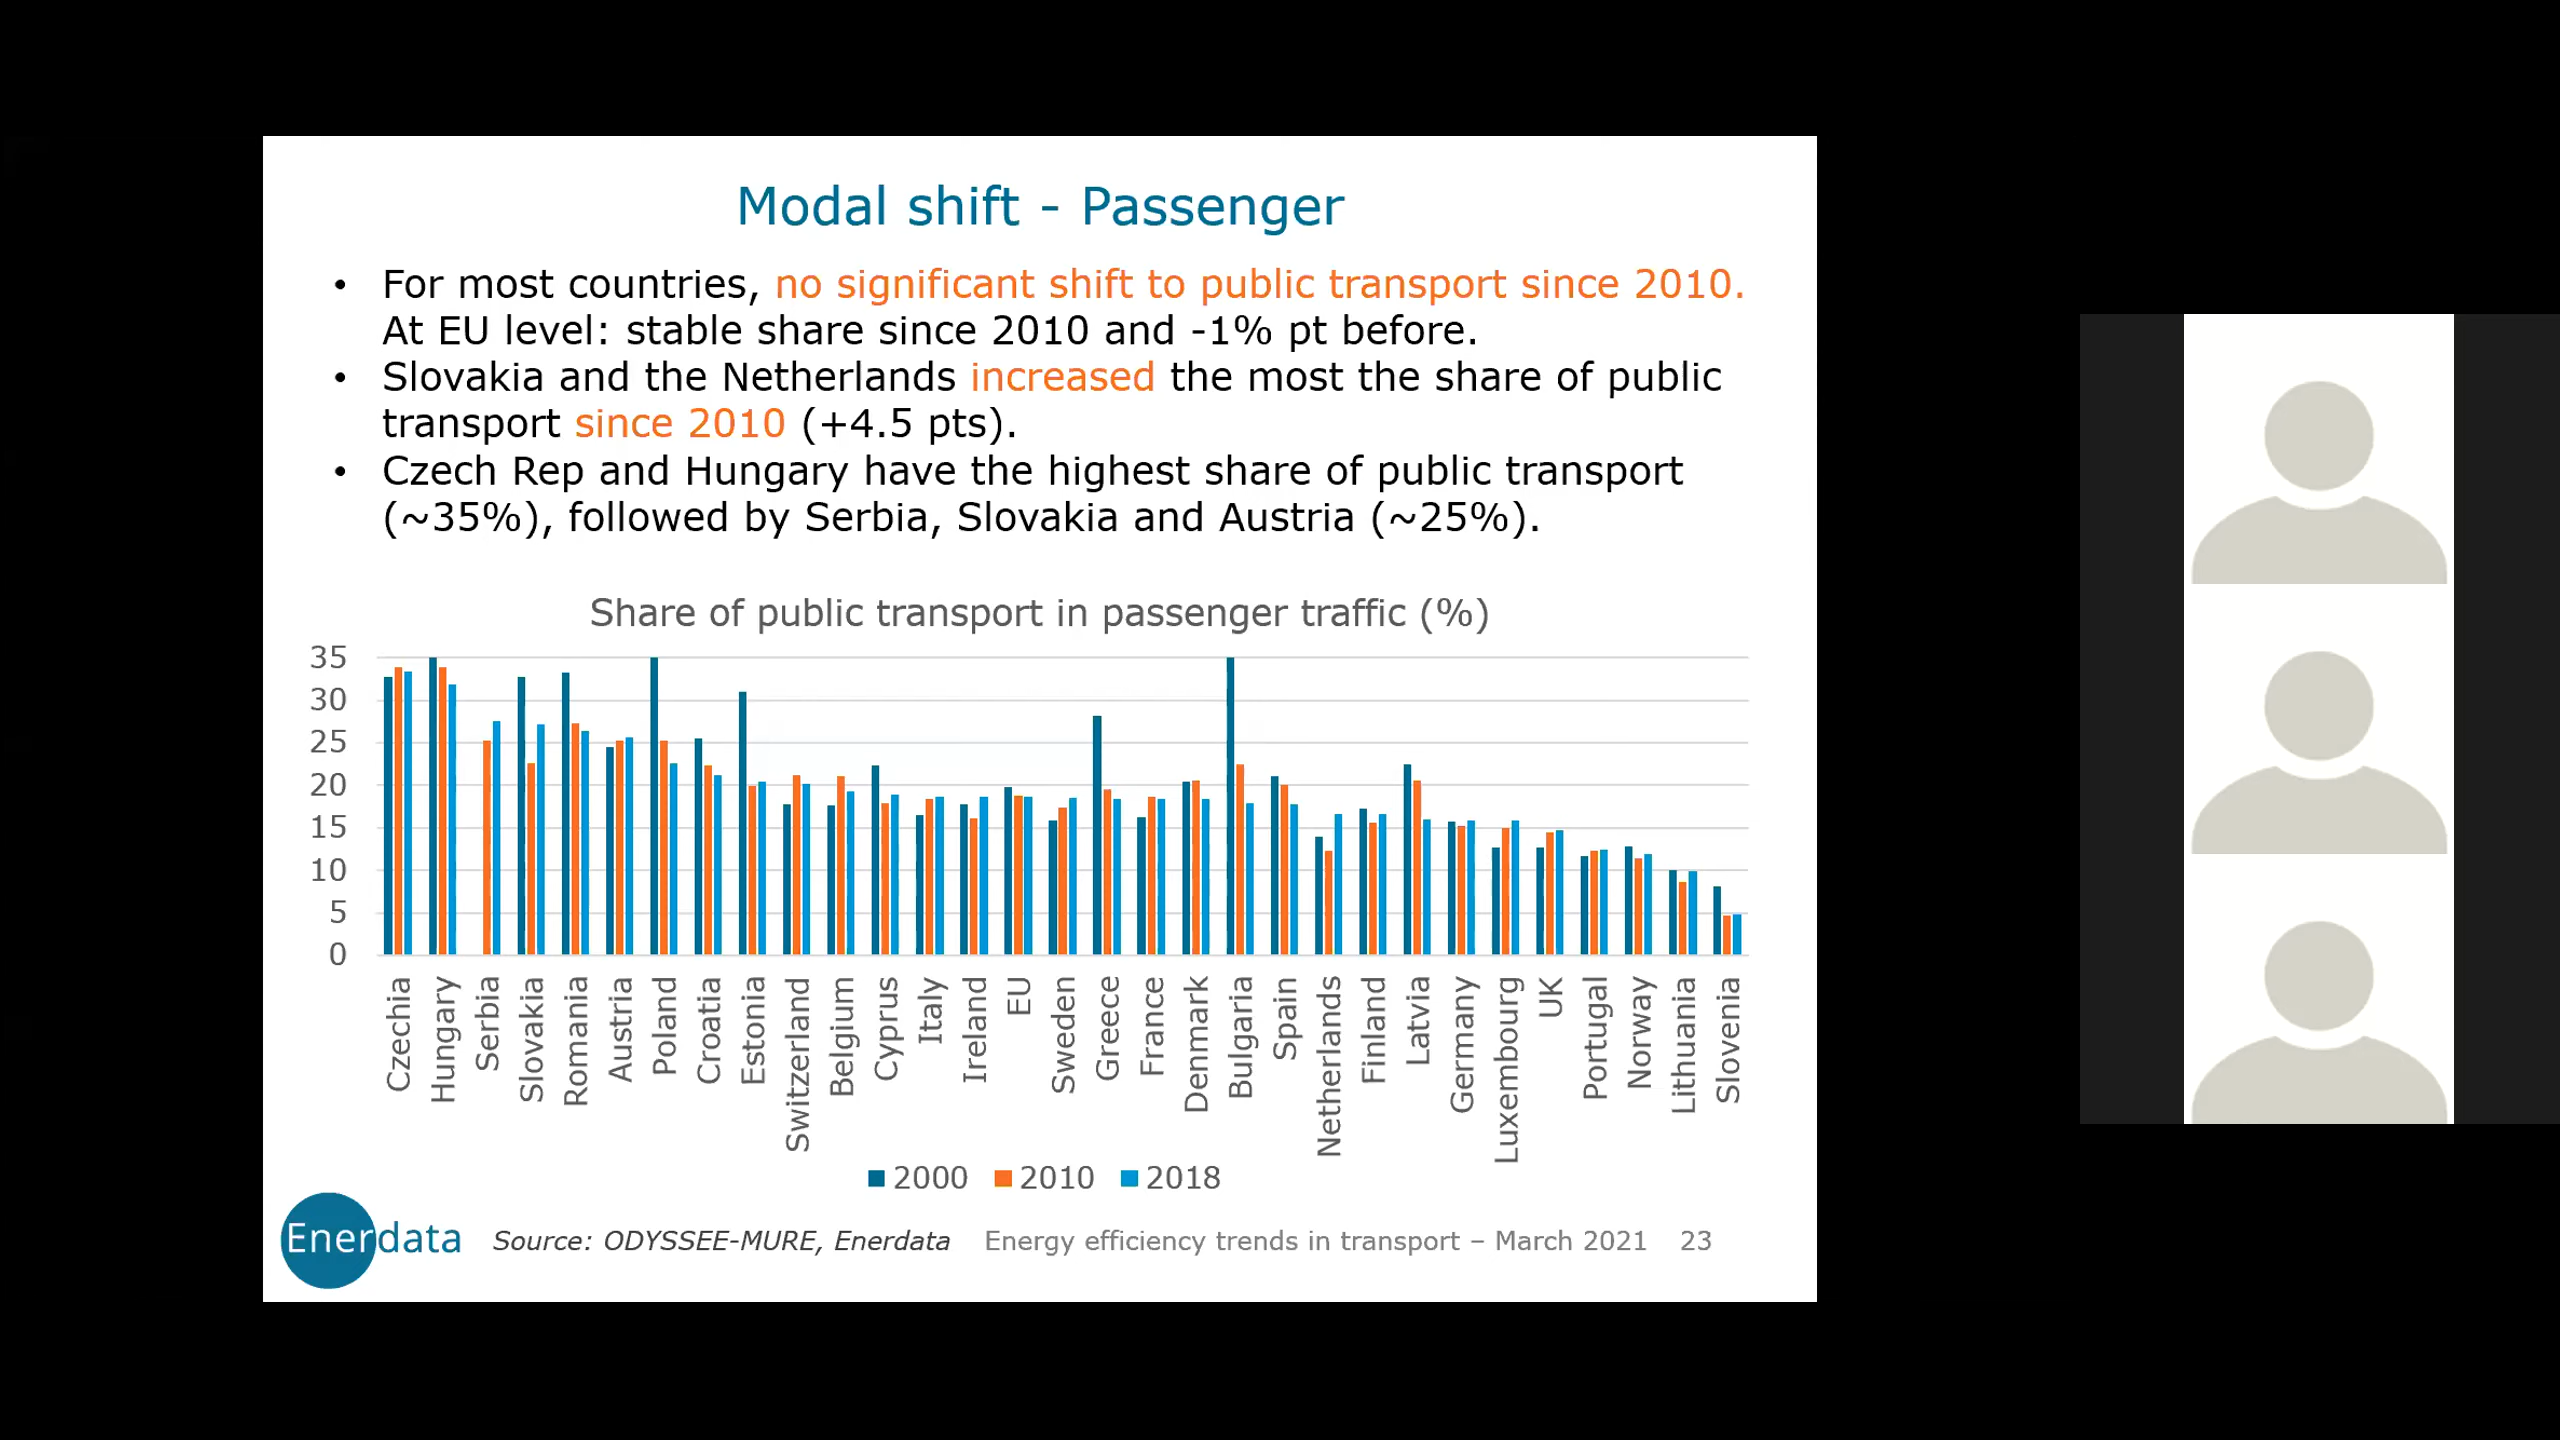 Modal shift - Passenger
• For most countries, no significant shift to public transport since 2010.
At EU level: stable share since 2010 and -1% pt before.
• Slovakia and the Netherlands increased the most the share of public
transport since 2010 (+4.5 pts).
• Czech Rep and Hungary have the highest share of public transport
(~35%), followed by Serbia, Slovakia and Austria (~25%).
Share of public transport in passenger traffic (%)
35
30
25
20
15
10
5
0
Czechia
Hungary
Serbia
Slovakia
Romania
Austria
Poland
Croatia
Estonia
Switzerland
Belgium
Cyprus
Italy
Ireland
EU
Sweden
Greece
France
Denmark
Bulgaria
Spain
Netherlands
Finland
Latvia
Germany
Luxembourg
UK
Portugal
Norway
Lithuania
Slovenia
2000 2010 2018
Enerdata Source: ODYSSEE-MURE, Enerdata Energy efficiency trends in transport – March 2021 23